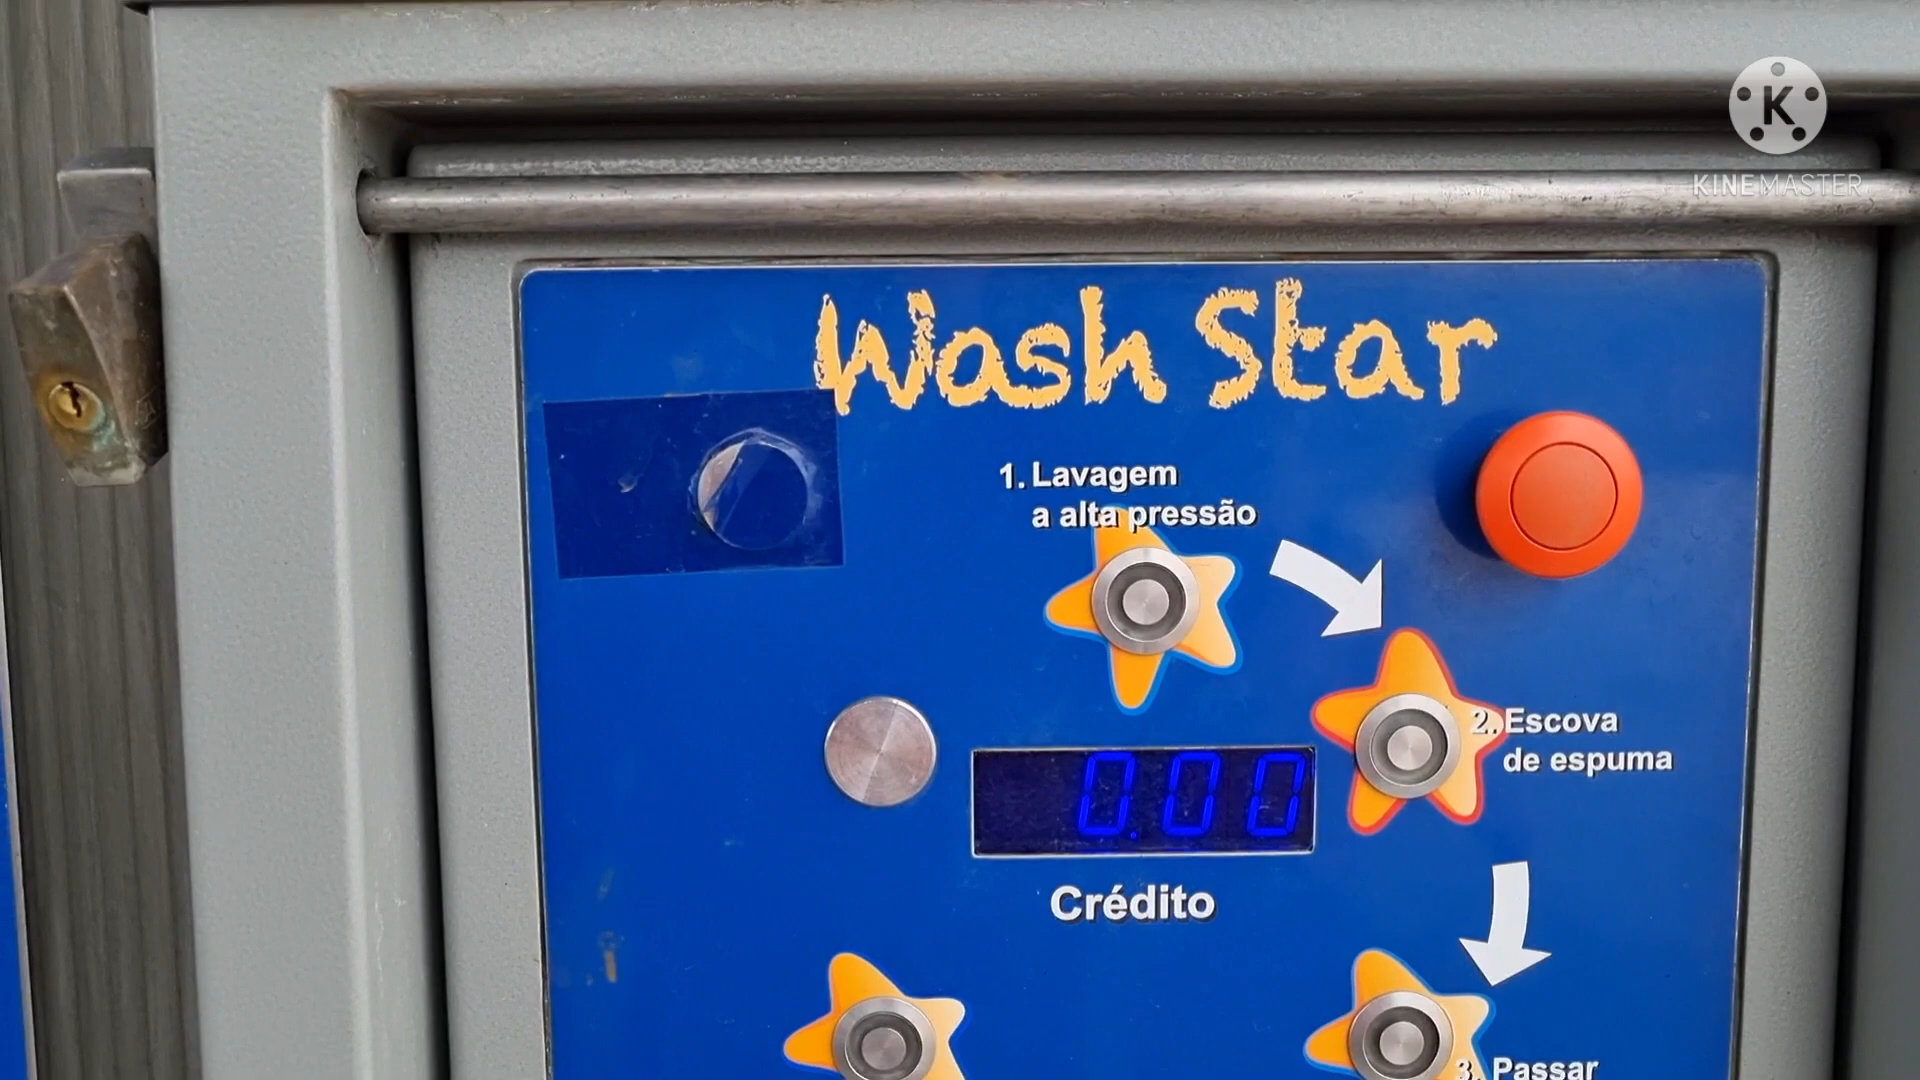 K
KINEMASTER
Wash Star
1. Lavagem
a alta pressão
2. Escova
de espuma
0.00
Crédito
3. Passar